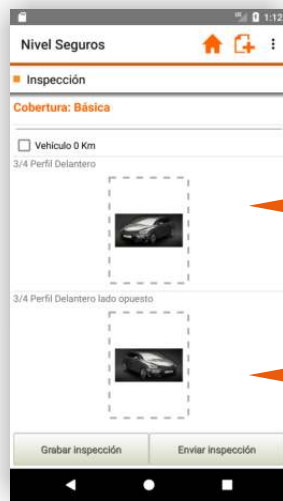 1:12
Nivel Seguros
Inspección
Cobertura: Básica
Vehículo 0 Km
3/4 Perfil Delantero
3/4 Perfil Delantero lado opuesto
Grabar inspección
Enviar inspección